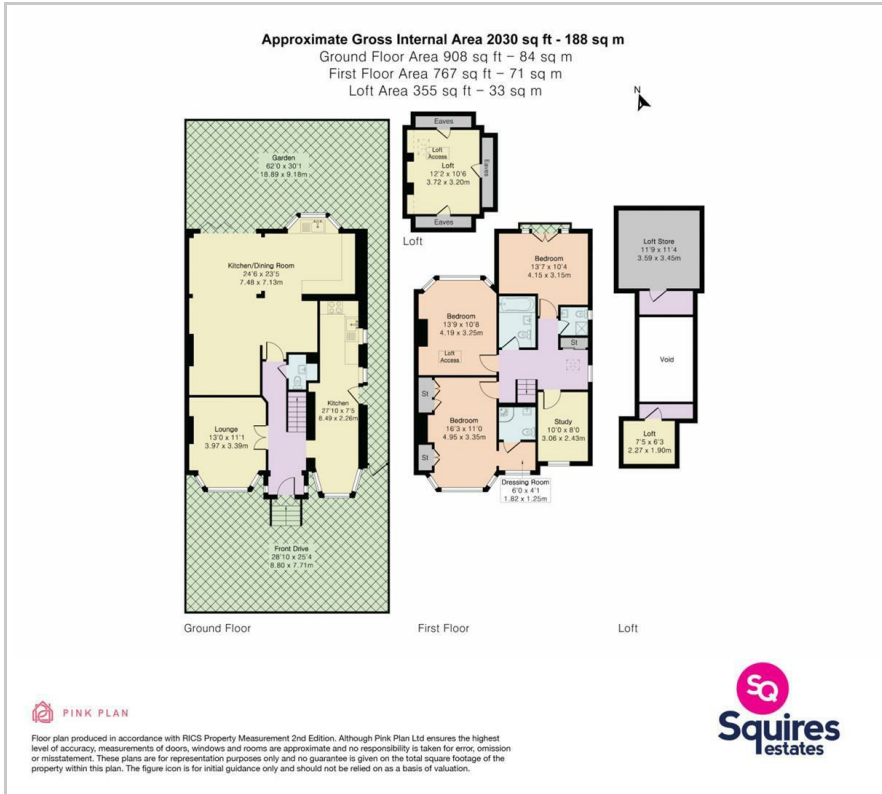 Approximate Gross Internal Area 2030 sq ft - 188 sq m
Ground Floor Area 908 sq ft – 84 sq m
First Floor Area 767 sq ft – 71 sq m
Loft Area 355 sq ft – 33 sq m
N
Garden
62'0 x 30'1
18.89 x 9.18m
Kitchen/Dining Room
24'6 x 23'5
7.48 x 7.13m
Kitchen
27'10 x 7'5
8.49 x 2.26m
Lounge
13'0 x 11'1
3.97 x 3.39m
Front Drive
28'10 x 25'4
8.80 x 7.71m
Ground Floor
Eaves
Loft
Access
Loft
12'2 x 10'6
3.72 x 3.20m
Eaves
Eaves
Loft
Bedroom
13'7 x 10'4
4.15 x 3.15m
Bedroom
13'9 x 10'8
4.19 x 3.25m
Loft
Access
St
St
Bedroom
16'3 x 11'0
4.95 x 3.35m
St
Study
10'0 x 8'0
3.06 x 2.43m
Dressing Room
6'0 x 4'1
1.82 x 1.25m
First Floor
Loft Store
11'9 x 11'4
3.59 x 3.45m
Void
Loft
7'5 x 6'3
2.27 x 1.90m
Loft
PINK PLAN
Floor plan produced in accordance with RICS Property Measurement 2nd Edition. Although Pink Plan Ltd ensures the highest
level of accuracy, measurements of doors, windows and rooms are approximate and no responsibility is taken for error, omission
or misstatement. These plans are for representation purposes only and no guarantee is given on the total square footage of the
property within this plan. The figure icon is for initial guidance only and should not be relied on as a basis of valuation.
SQ
Squires
estates